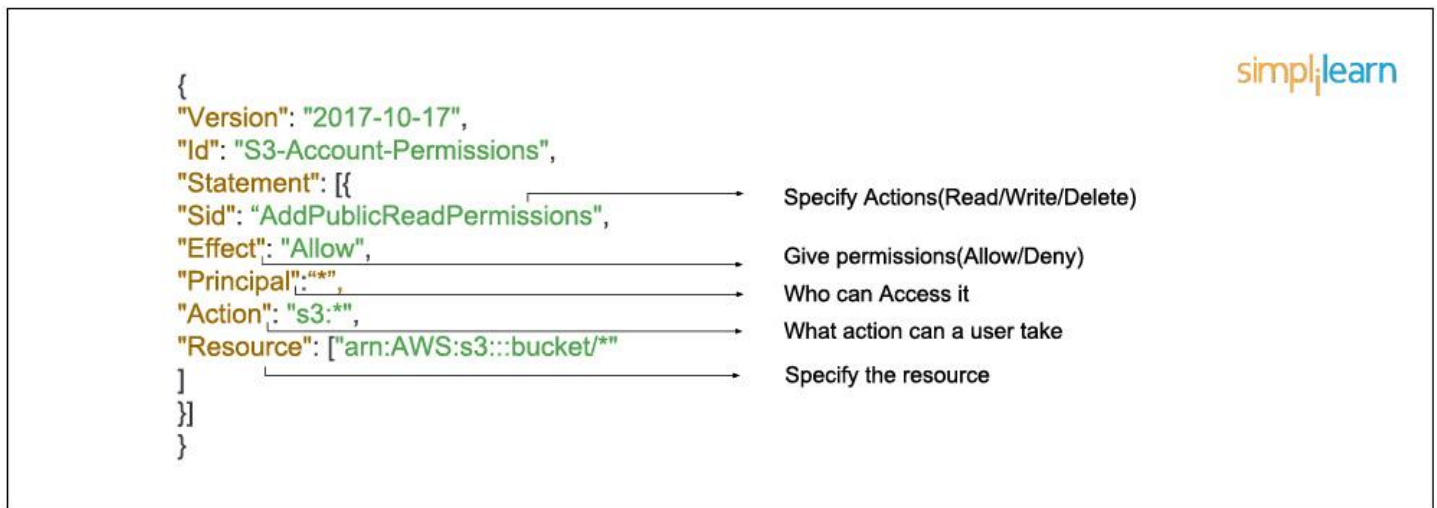 simplilearn
{
"Version": "2017-10-17",
"Id": "S3-Account-Permissions",
"Statement": [{
"Sid": “AddPublicReadPermissions",
Specify Actions(Read/Write/Delete)
"Effect": "Allow",
Give permissions(Allow/Deny)
"Principal":“*”,
Who can Access it
"Action": "s3:*",
What action can a user take
"Resource": ["arn:AWS:s3:::bucket/*"
Specify the resource
]
}]
}